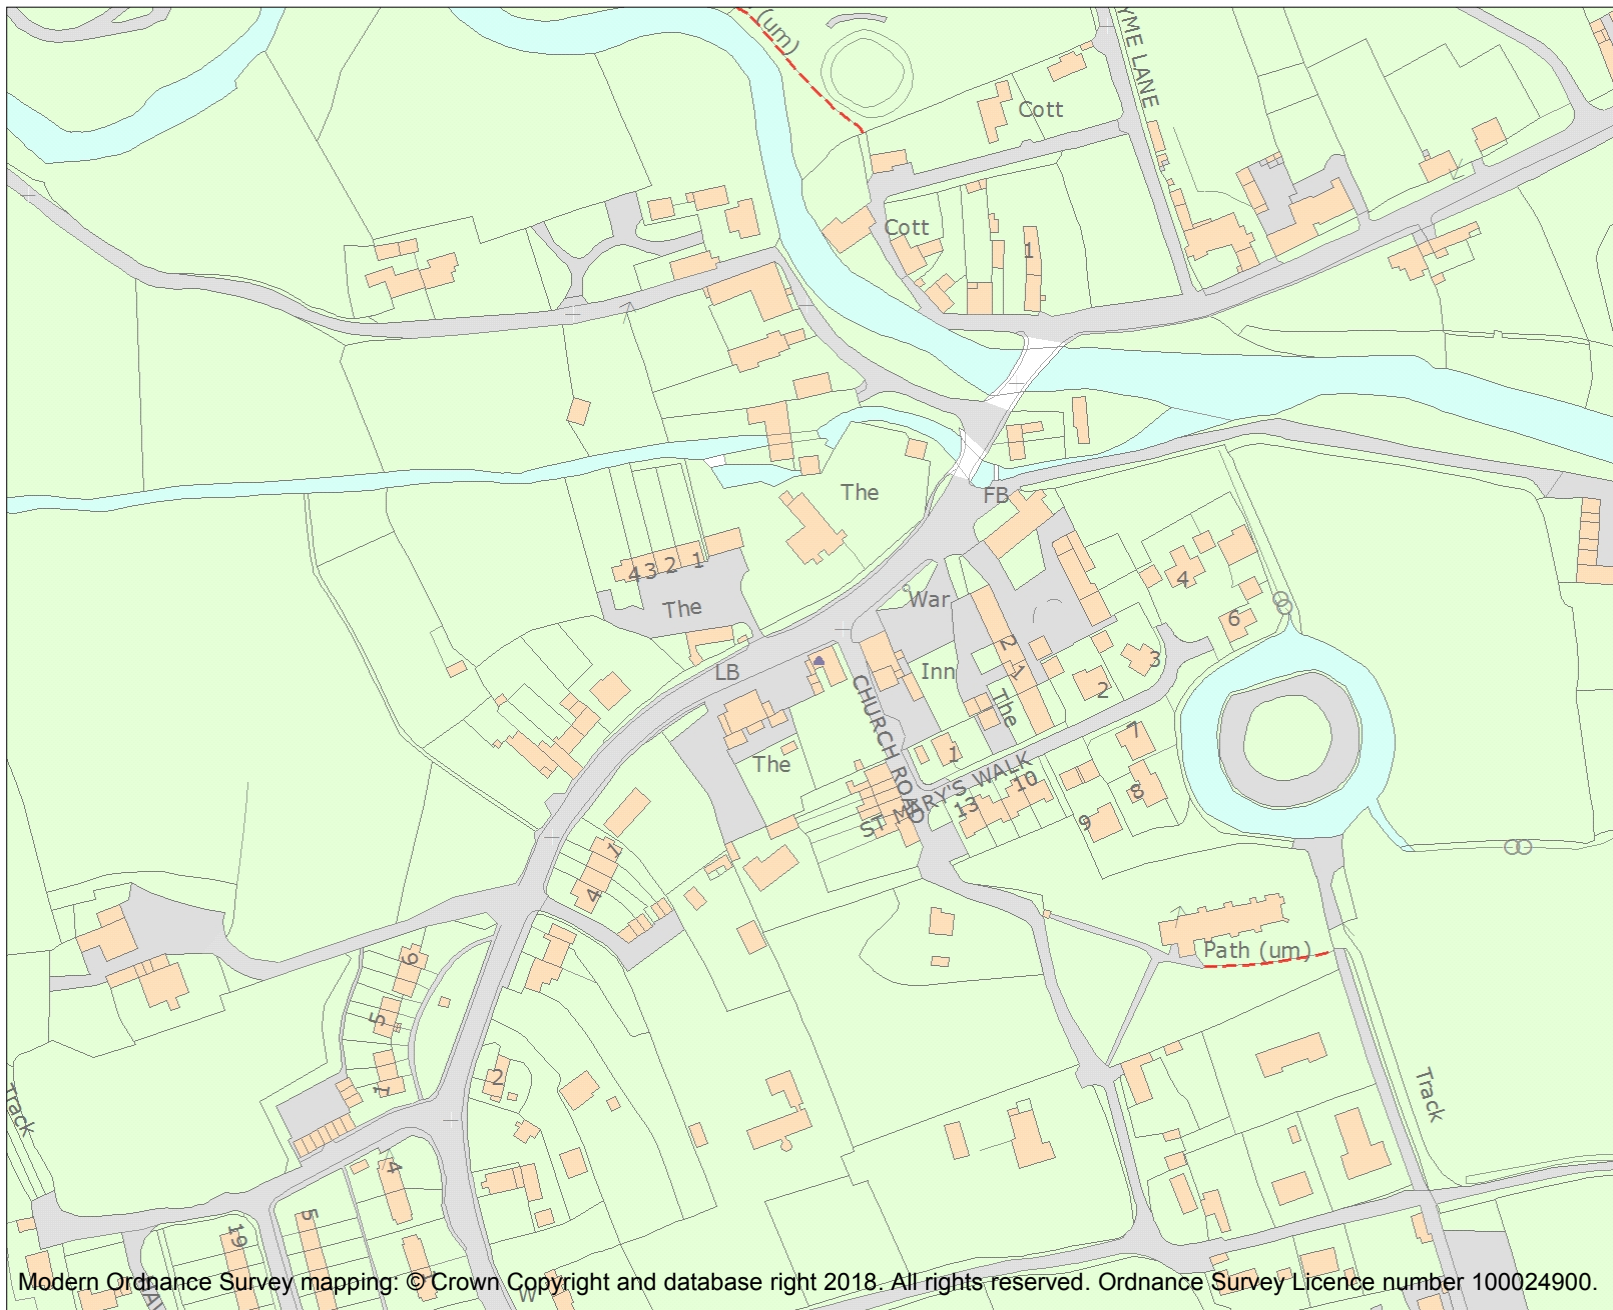 (um)
YME LANE
Cott
Cott
1
The
FB
4 3 2 1
The
War
4
6
2
1
3
2
Inn
The
LB
CHURCH ROAD
The
1
7
8
9
10
13
ST MARY'S WALK
1
4
Path (um)
6
5
1
2
Track
Track
4
5
19
W
Modern Ordnance Survey mapping: © Crown Copyright and database right 2018. All rights reserved. Ordnance Survey Licence number 100024900.